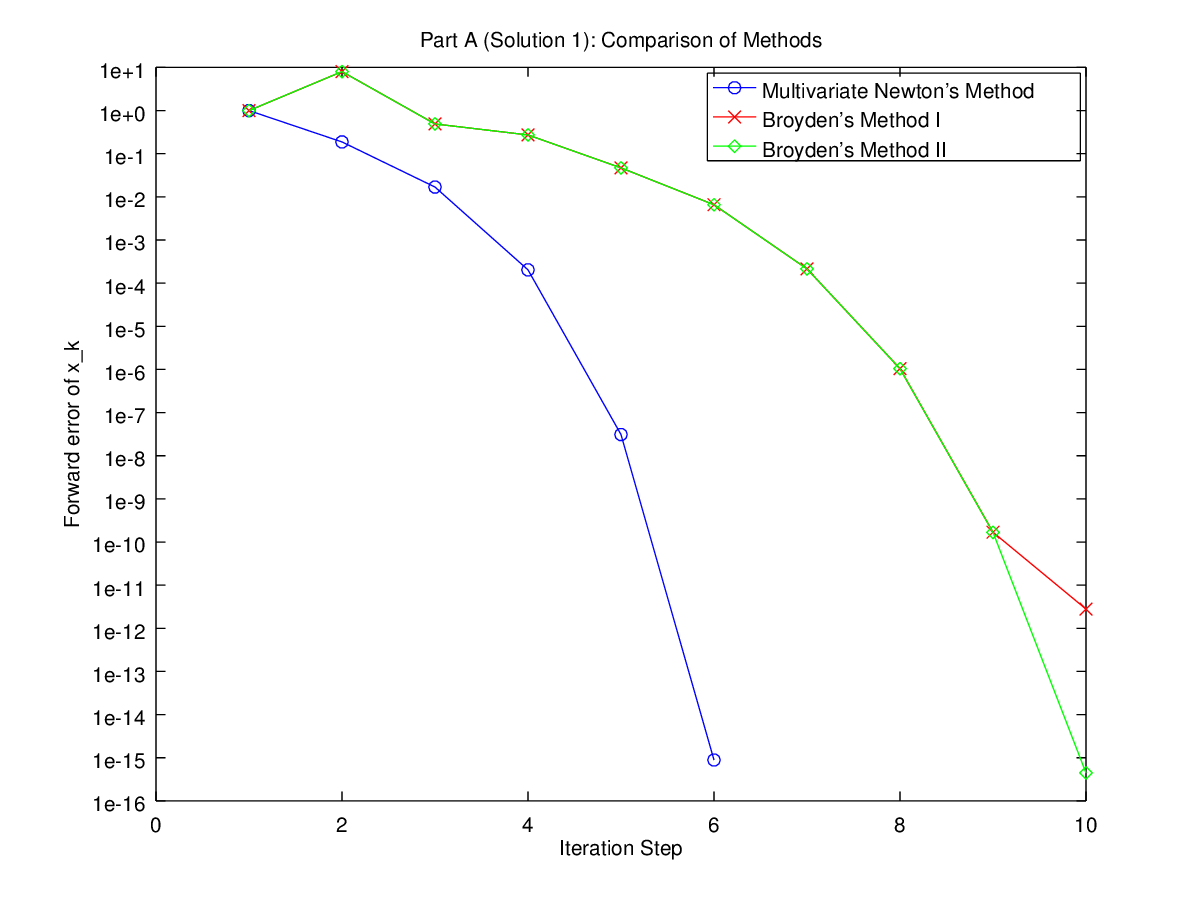 Part A (Solution 1): Comparison of Methods
Multivariate Newton's Method
Broyden's Method I
Broyden's Method II
Forward error of x_k
1e+1
1e+0
1e-1
1e-2
1e-3
1e-4
1e-5
1e-6
1e-7
1e-8
1e-9
1e-10
1e-11
1e-12
1e-13
1e-14
1e-15
1e-16
0 2 4 6 8 10
Iteration Step